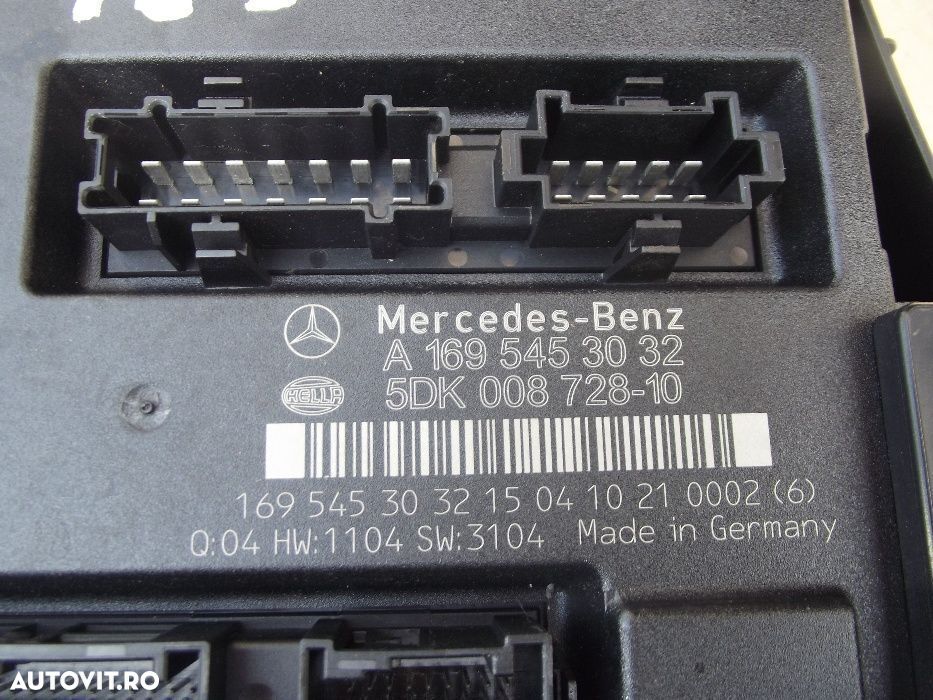 Mercedes-Benz
A 169 545 30 32
HELLA
5DK 008 728-10
169 545 30 32 15 04 10 21 0002 (6)
Q:04 HW:1104 SW:3104 Made in Germany
AUTOVIT.RO